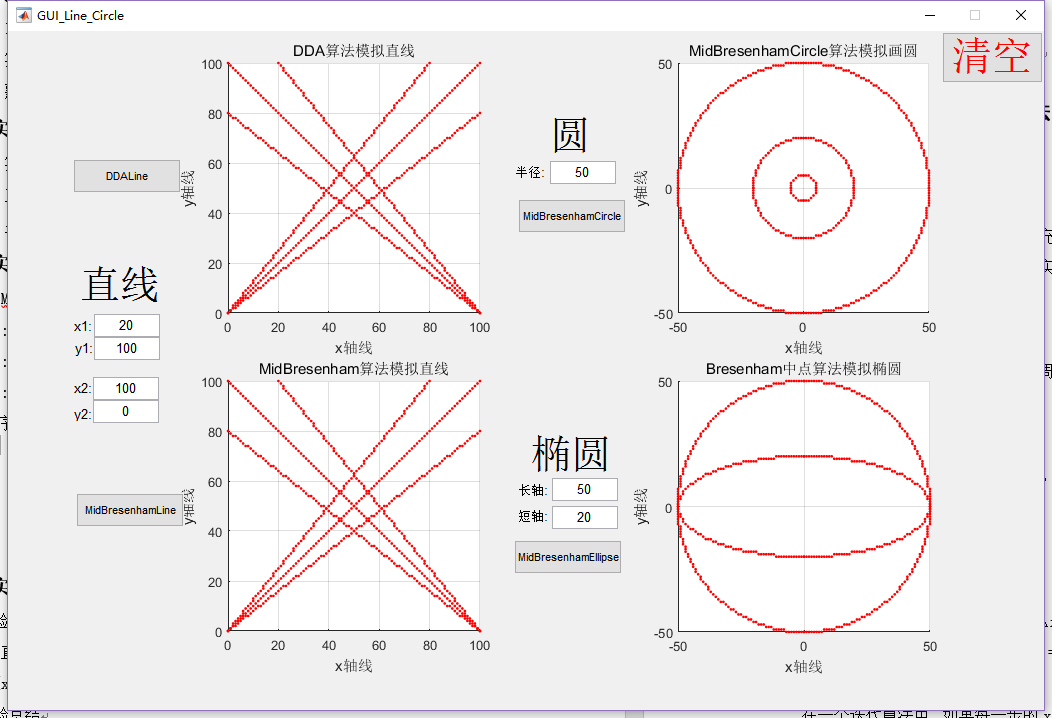 GUI_Line_Circle
清空
DDA算法模拟直线
100
80
60
40
20
0
0 20 40 60 80 100
x轴线
y轴线
DDALine
直线
x1: 20
y1: 100
x2: 100
y2: 0
MidBresenhamLine
MidBresenham算法模拟直线
100
80
60
40
20
0
0 20 40 60 80 100
x轴线
y轴线
圆
半径: 50
MidBresenhamCircle
MidBresenhamCircle算法模拟画圆
50
0
-50
-50 0 50
x轴线
y轴线
椭圆
长轴: 50
短轴: 20
MidBresenhamEllipse
Bresenham中点算法模拟椭圆
50
0
-50
-50 0 50
x轴线
y轴线